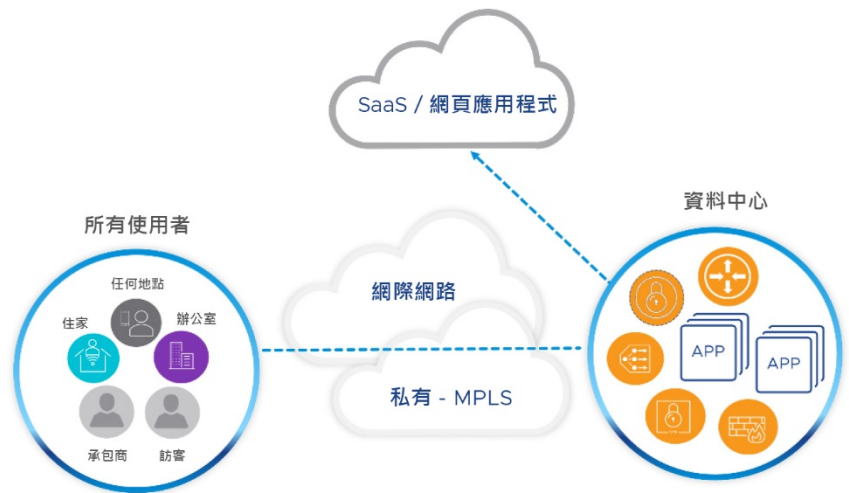 SaaS / 網頁應用程式
所有使用者
資料中心
任何地點
住家
辦公室
網際網路
APP
APP
私有 - MPLS
承包商
訪客